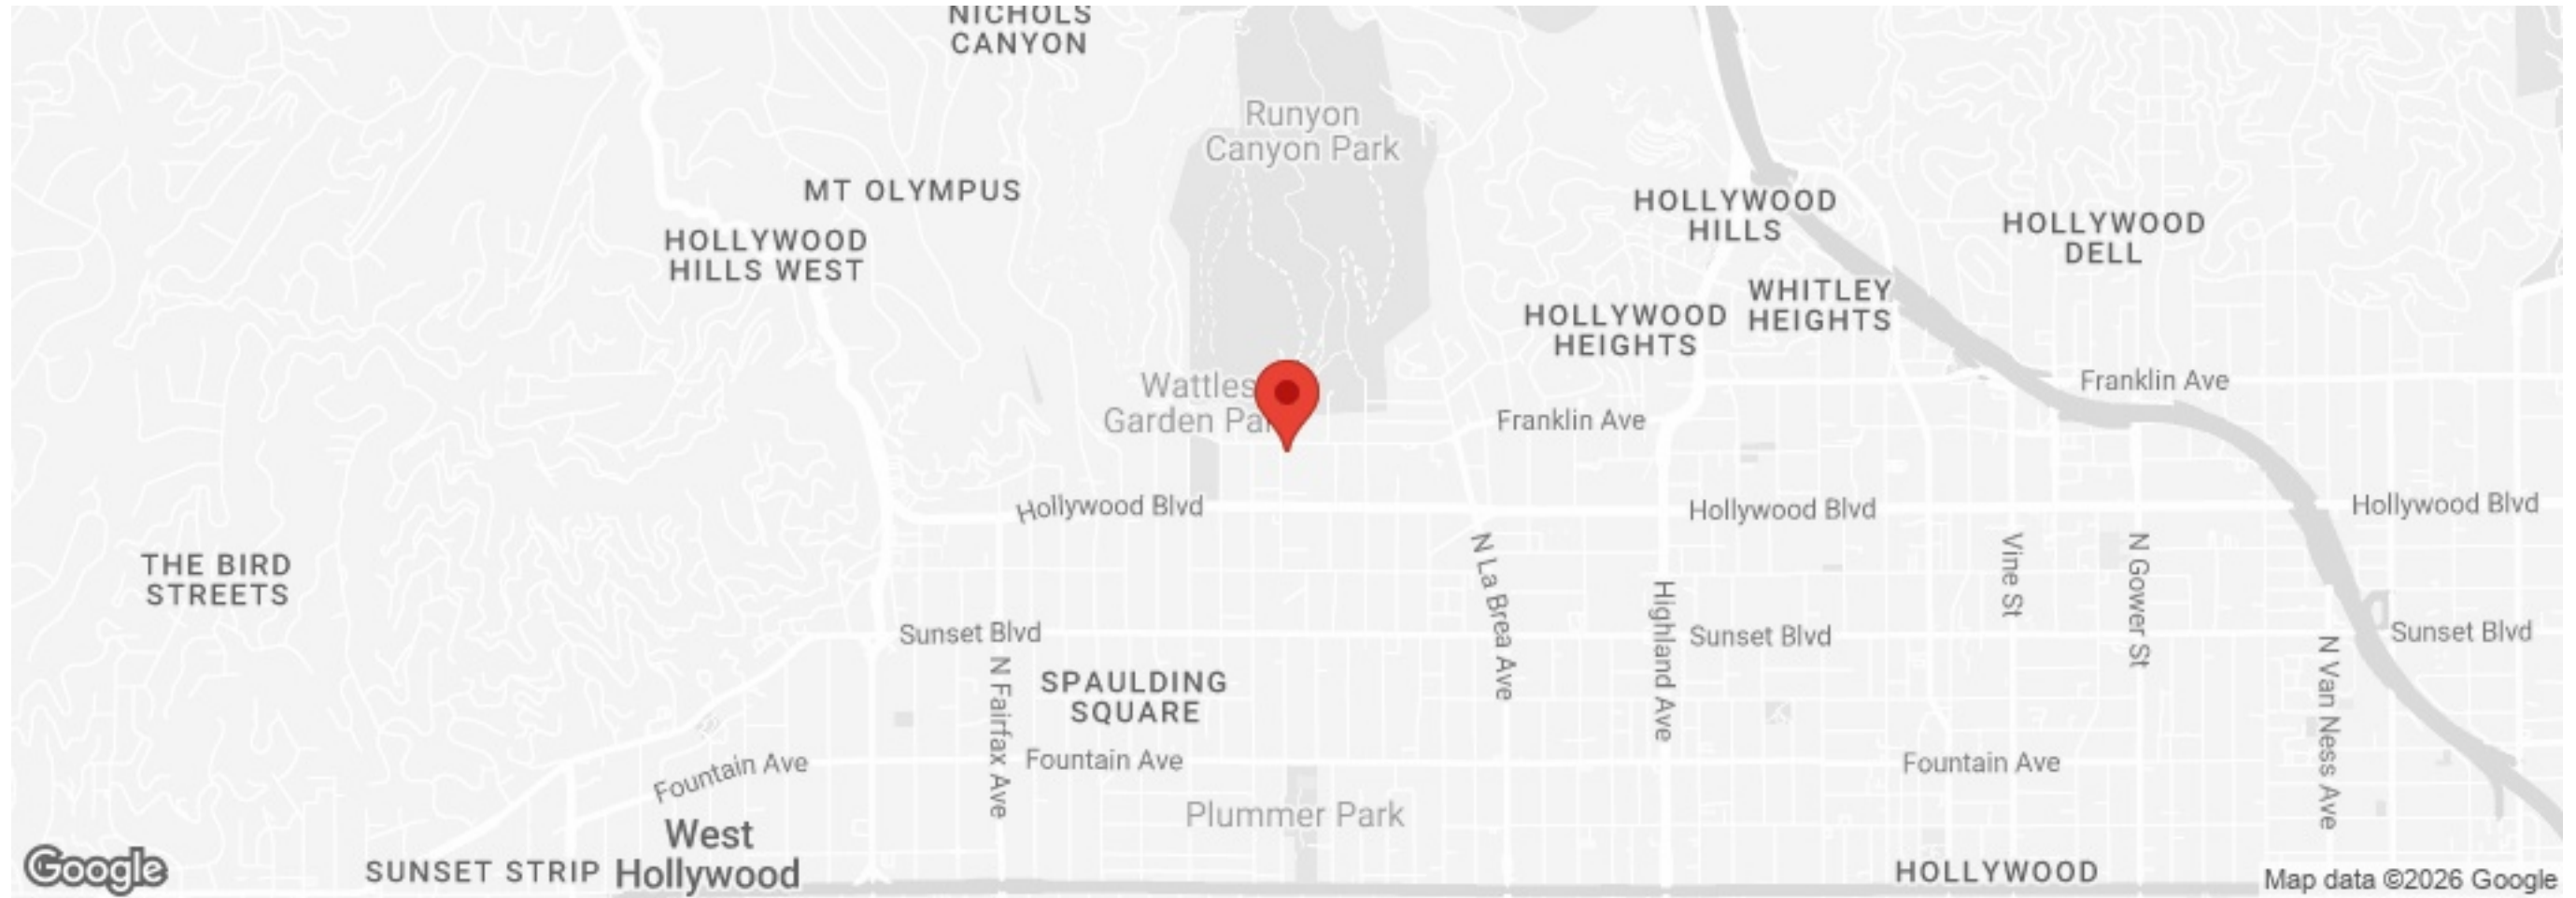 NICHOLS
CANYON
Runyon
Canyon Park
MT OLYMPUS
HOLLYWOOD
HILLS
HOLLYWOOD
DELL
HOLLYWOOD
HILLS WEST
WHITLEY
HEIGHTS
HOLLYWOOD
HEIGHTS
Wattles
Garden Par
Franklin Ave
Franklin Ave
Hollywood Blvd
Hollywood Blvd
Hollywood Blvd
THE BIRD
STREETS
N La Brea Ave
Highland Ave
Vine St
N Gower St
Sunset Blvd
Sunset Blvd
Sunset Blvd
N Fairfax Ave
SPAULDING
SQUARE
N Van Ness Ave
Fountain Ave
Fountain Ave
Fountain Ave
Plummer Park
West
Hollywood
SUNSET STRIP
HOLLYWOOD
Google
Map data ©2026 Google